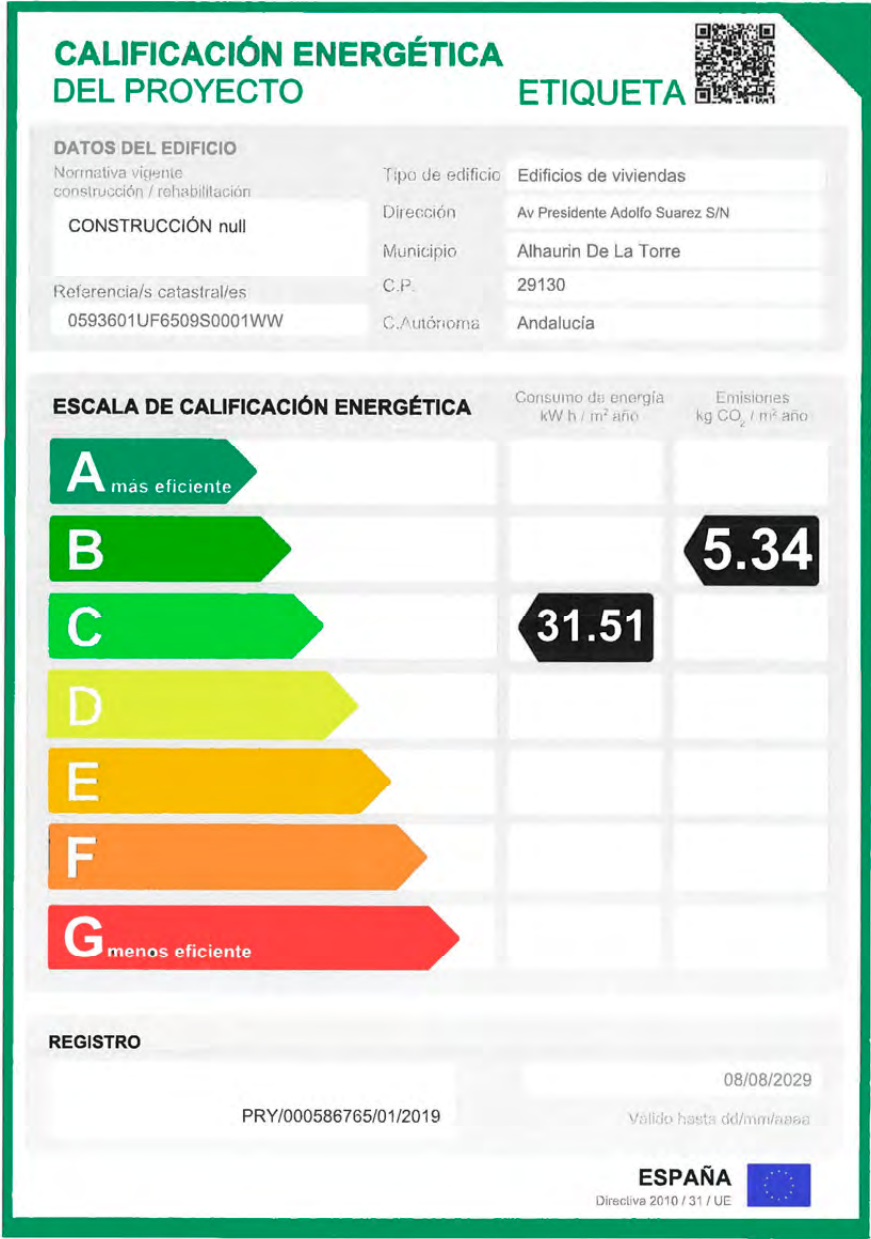 CALIFICACIÓN ENERGÉTICA
DEL PROYECTO
ETIQUETA
DATOS DEL EDIFICIO
Normativa vigente
construcción / rehabilitación
CONSTRUCCIÓN null
Referencia/s catastral/es
0593601UF6509S0001WW
Tipo de edificio Edificios de viviendas
Dirección Av Presidente Adolfo Suarez S/N
Municipio Alhaurin De La Torre
C.P. 29130
C.Autónoma Andalucía
ESCALA DE CALIFICACIÓN ENERGÉTICA
Consumo de energía
kW h / m² año
Emisiones
kg CO₂ / m² año
A más eficiente
B 5.34
C 31.51
D
E
F
G menos eficiente
REGISTRO
PRY/000586765/01/2019
08/08/2029
Válido hasta dd/mm/aaaa
ESPAÑA
Directiva 2010 / 31 / UE